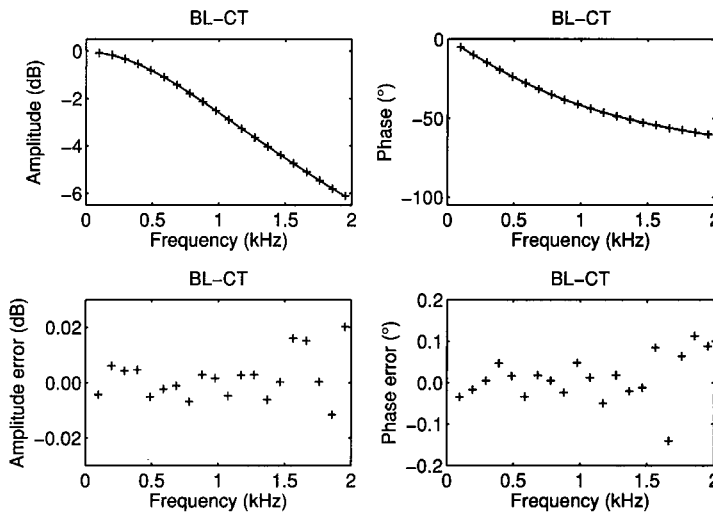 BL-CT
Amplitude (dB)
0
-2
-4
-6
0
0.5
1
1.5
2
Frequency (kHz)
BL-CT
Phase (°)
0
-50
-100
0
0.5
1
1.5
2
Frequency (kHz)
BL-CT
Amplitude error (dB)
0.02
0.00
-0.02
0
0.5
1
1.5
2
Frequency (kHz)
BL-CT
Phase error (°)
0.2
0.1
0.0
-0.1
-0.2
0
0.5
1
1.5
2
Frequency (kHz)